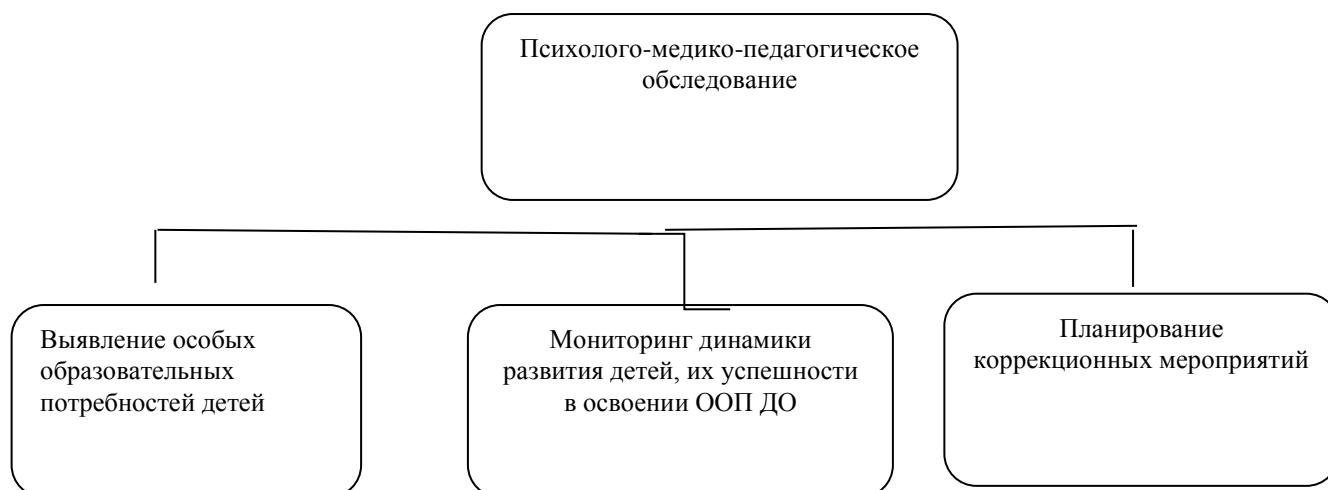 Психолого-медико-педагогическое
обследование
Выявление особых
образовательных
потребностей детей
Мониторинг динамики
развития детей, их успешности
в освоении ООП ДО
Планирование
коррекционных мероприятий